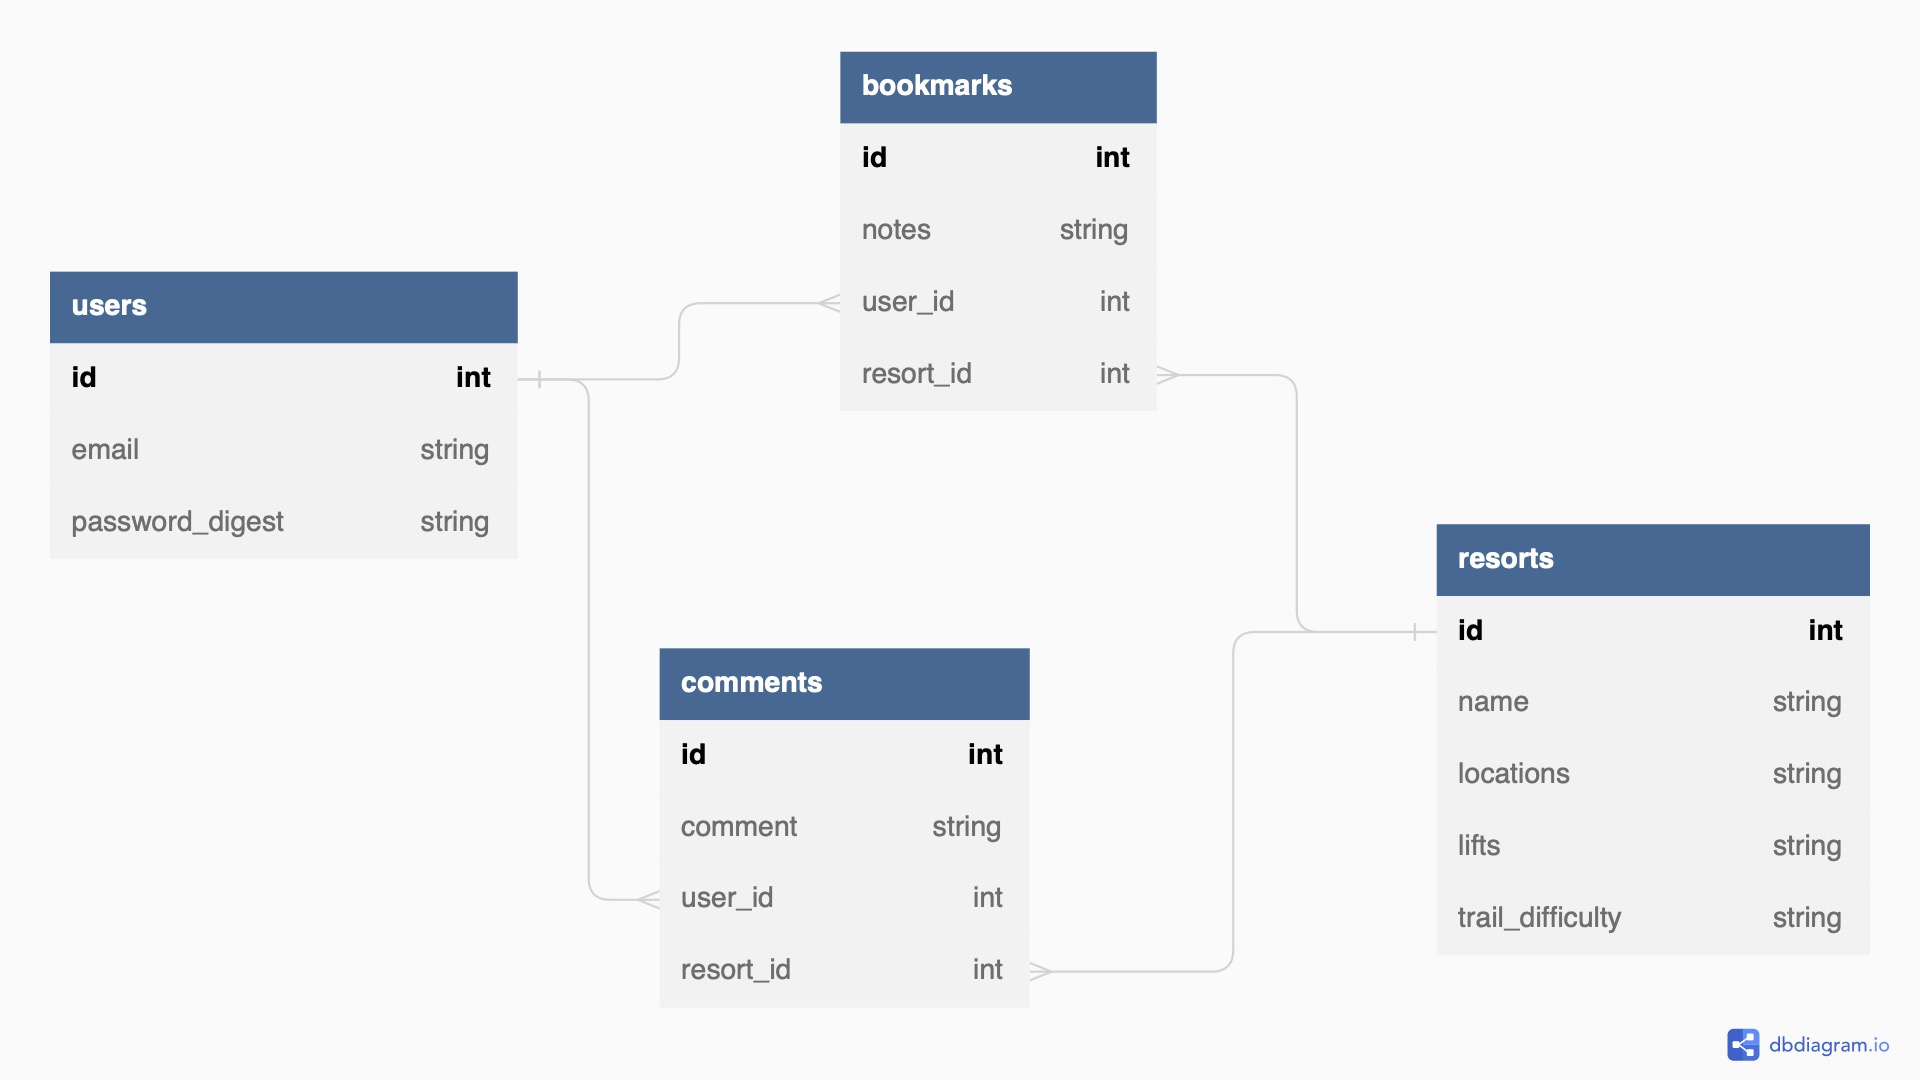 bookmarks
id int
notes string
user_id int
resort_id int
users
id int
email string
password_digest string
comments
id int
comment string
user_id int
resort_id int
resorts
id int
name string
locations string
lifts string
trail_difficulty string
dbdiagram.io